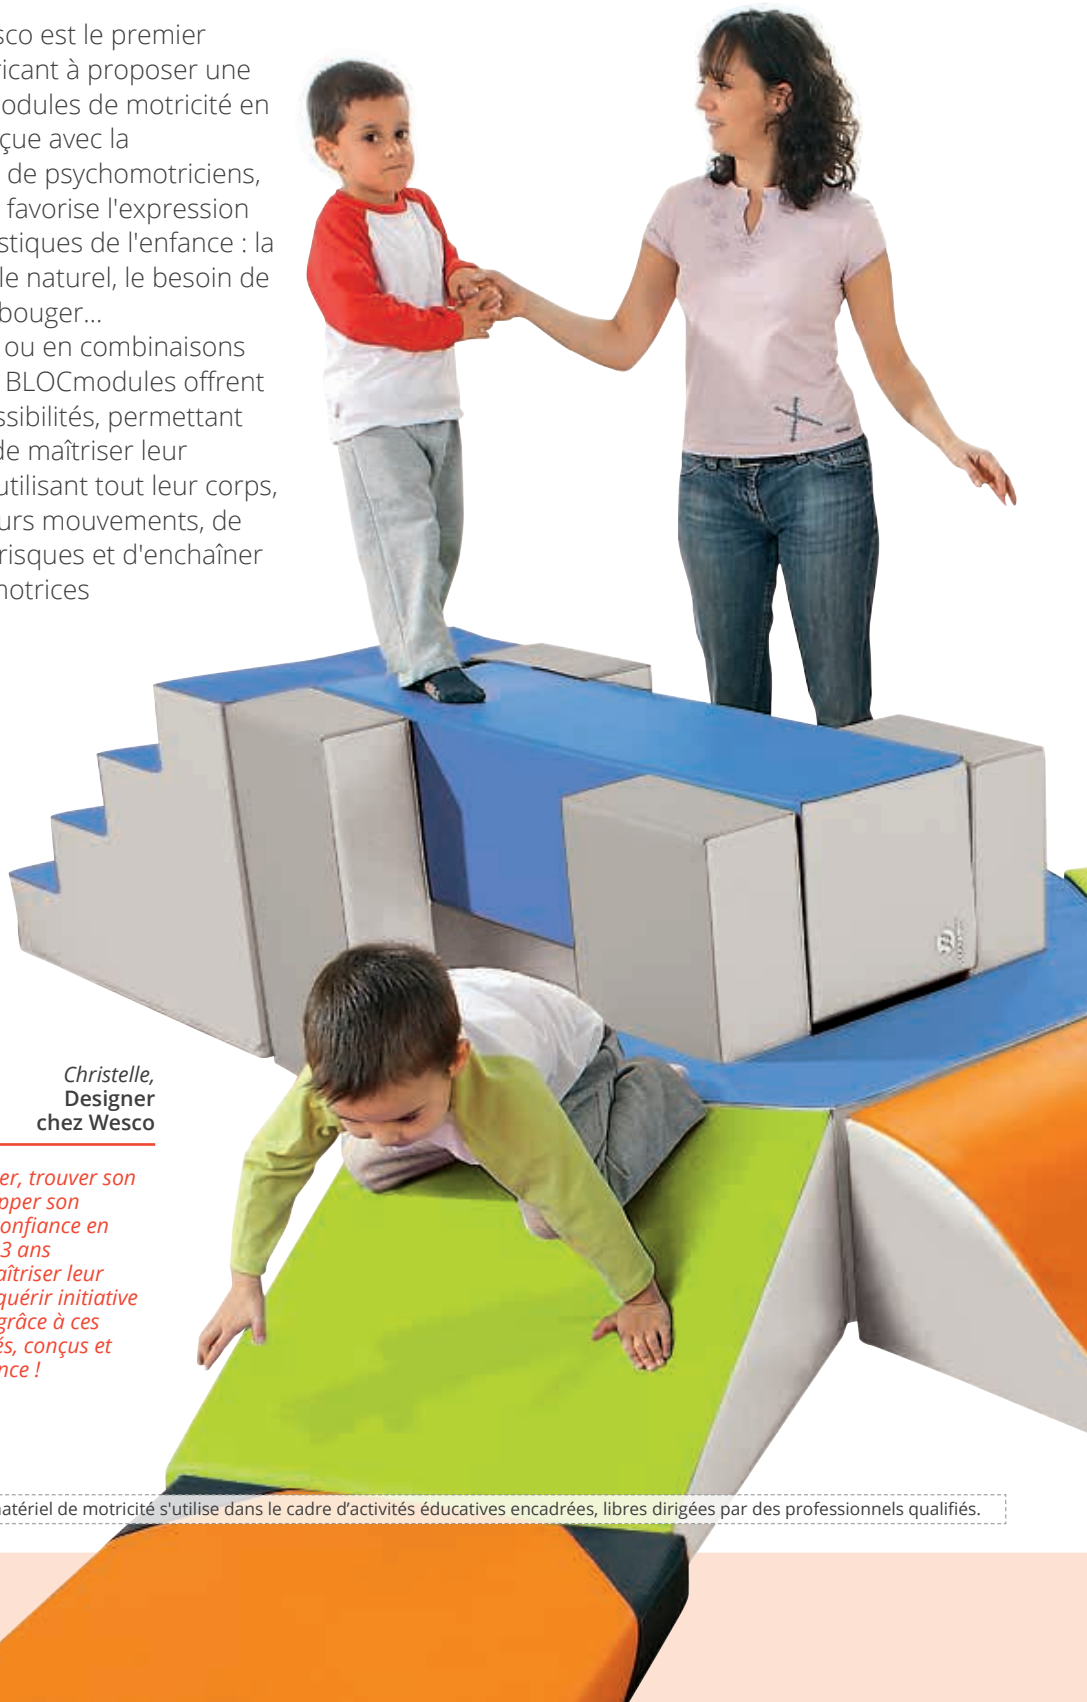 sco est le premier
ricant à proposer une
odules de motricité en
çue avec la
de psychomotriciens,
favorise l'expression
stiques de l'enfance : la
le naturel, le besoin de
bouger...
ou en combinaisons
BLOCmodules offrent
ssibilités, permettant
de maîtriser leur
utilisant tout leur corps,
urs mouvements, de
risques et d'enchaîner
motrices
Christelle,
Designer
chez Wesco
er, trouver son
pper son
onfiance en
3 ans
aîtriser leur
quérir initiative
grâce à ces
és, conçus et
nce !
matériel de motricité s'utilise dans le cadre d’activités éducatives encadrées, libres dirigées par des professionnels qualifiés.